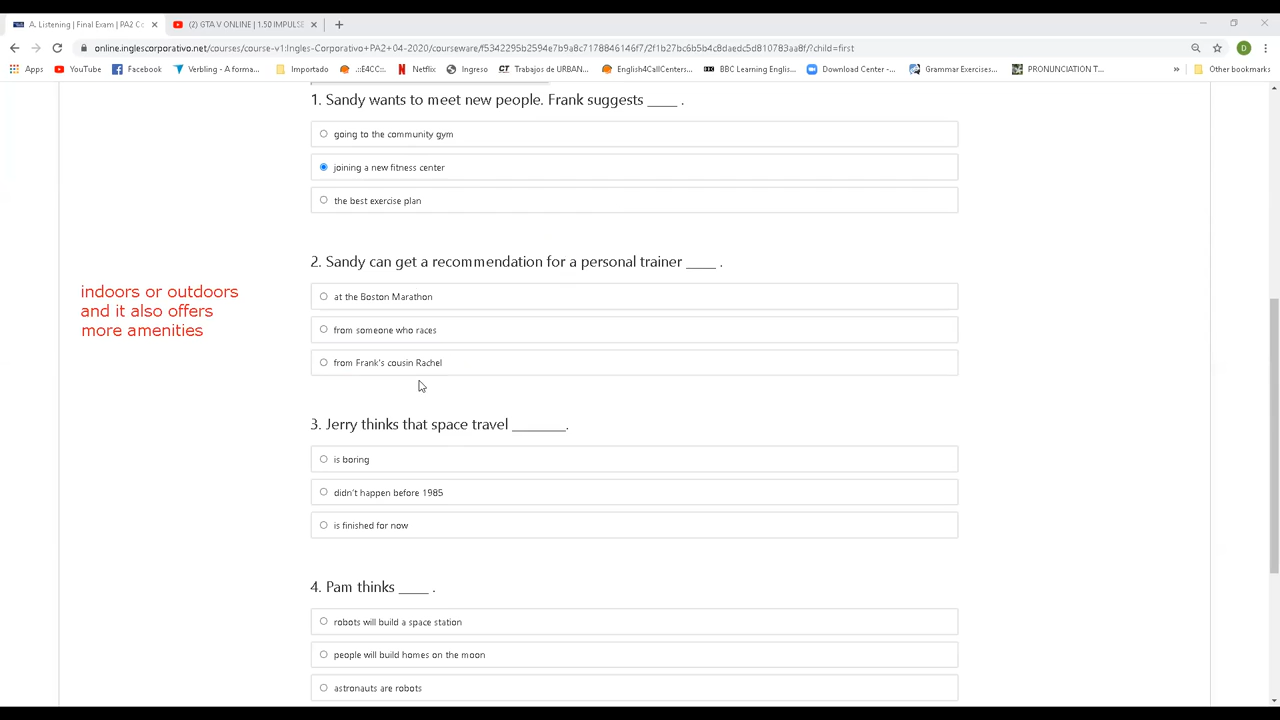 A. Listening | Final Exam | PA2 Co
(2) GTA V ONLINE | 1.50 IMPULSE
online.inglescorporativo.net/courses/course-v1:Ingles-Corporativo+PA2+04-2020/courseware/f5342295b2594e7b9a8c7178846146f7/2f1b27bc6b5b4c8daedc5d8f10783aa8f/?child=first
D
Apps YouTube Facebook Verbling - A forma... Importado .::E4CC::. Netflix Ingreso Trabajos de URBAN... English4CallCenters... BBC Learning Englis... Download Center -... Grammar Exercises... PRONUNCIATION T... » Other bookmarks
1. Sandy wants to meet new people. Frank suggests ____ .
going to the community gym
joining a new fitness center
the best exercise plan
2. Sandy can get a recommendation for a personal trainer ____ .
indoors or outdoors
and it also offers
more amenities
at the Boston Marathon
from someone who races
from Frank's cousin Rachel
3. Jerry thinks that space travel ________.
is boring
didn't happen before 1985
is finished for now
4. Pam thinks ____ .
robots will build a space station
people will build homes on the moon
astronauts are robots